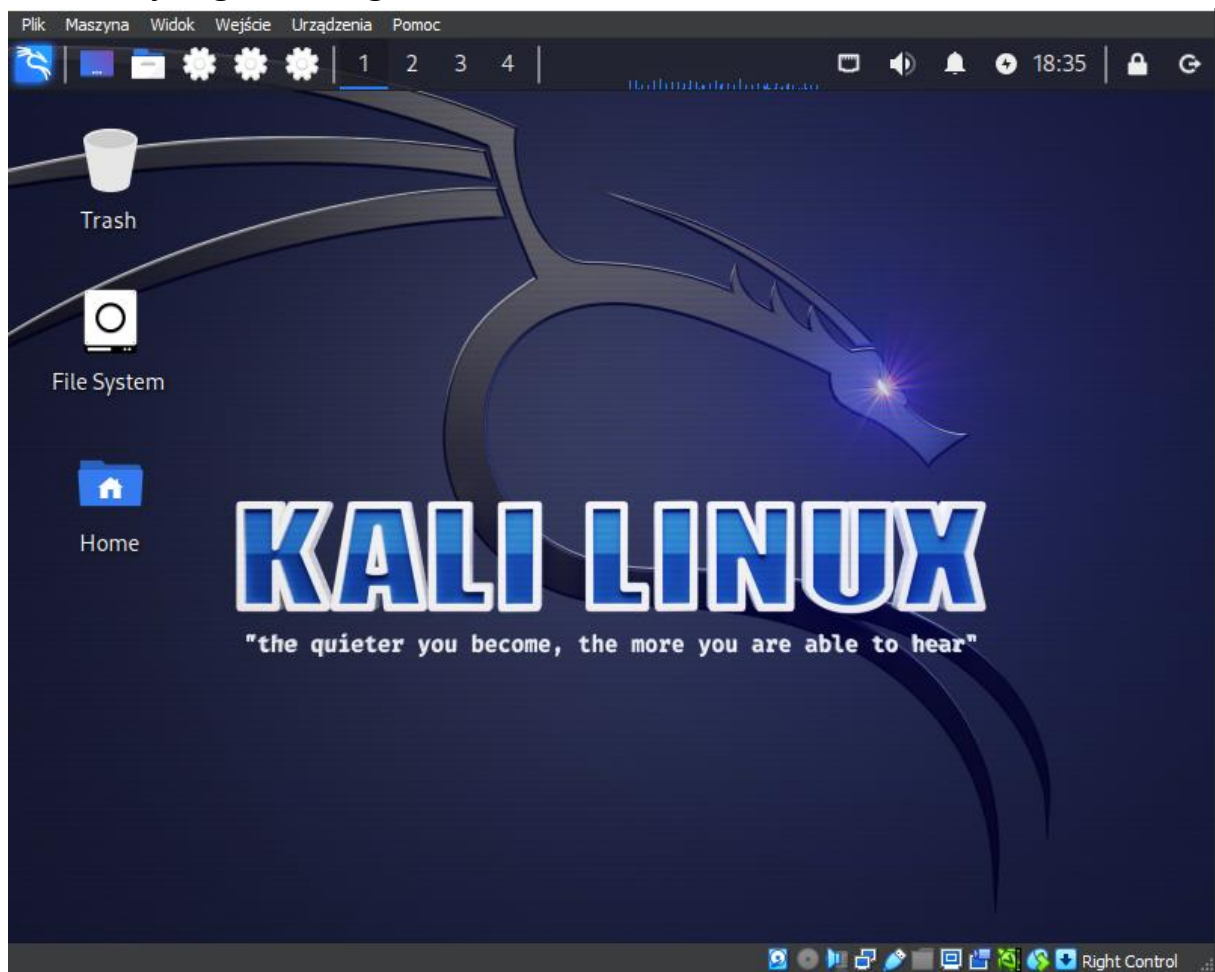 Plik Maszyna Widok Wejście Urządzenia Pomoc
1 2 3 4 18:35
Trash
File System
Home
KALI LINUX
"the quieter you become, the more you are able to hear"
Right Control